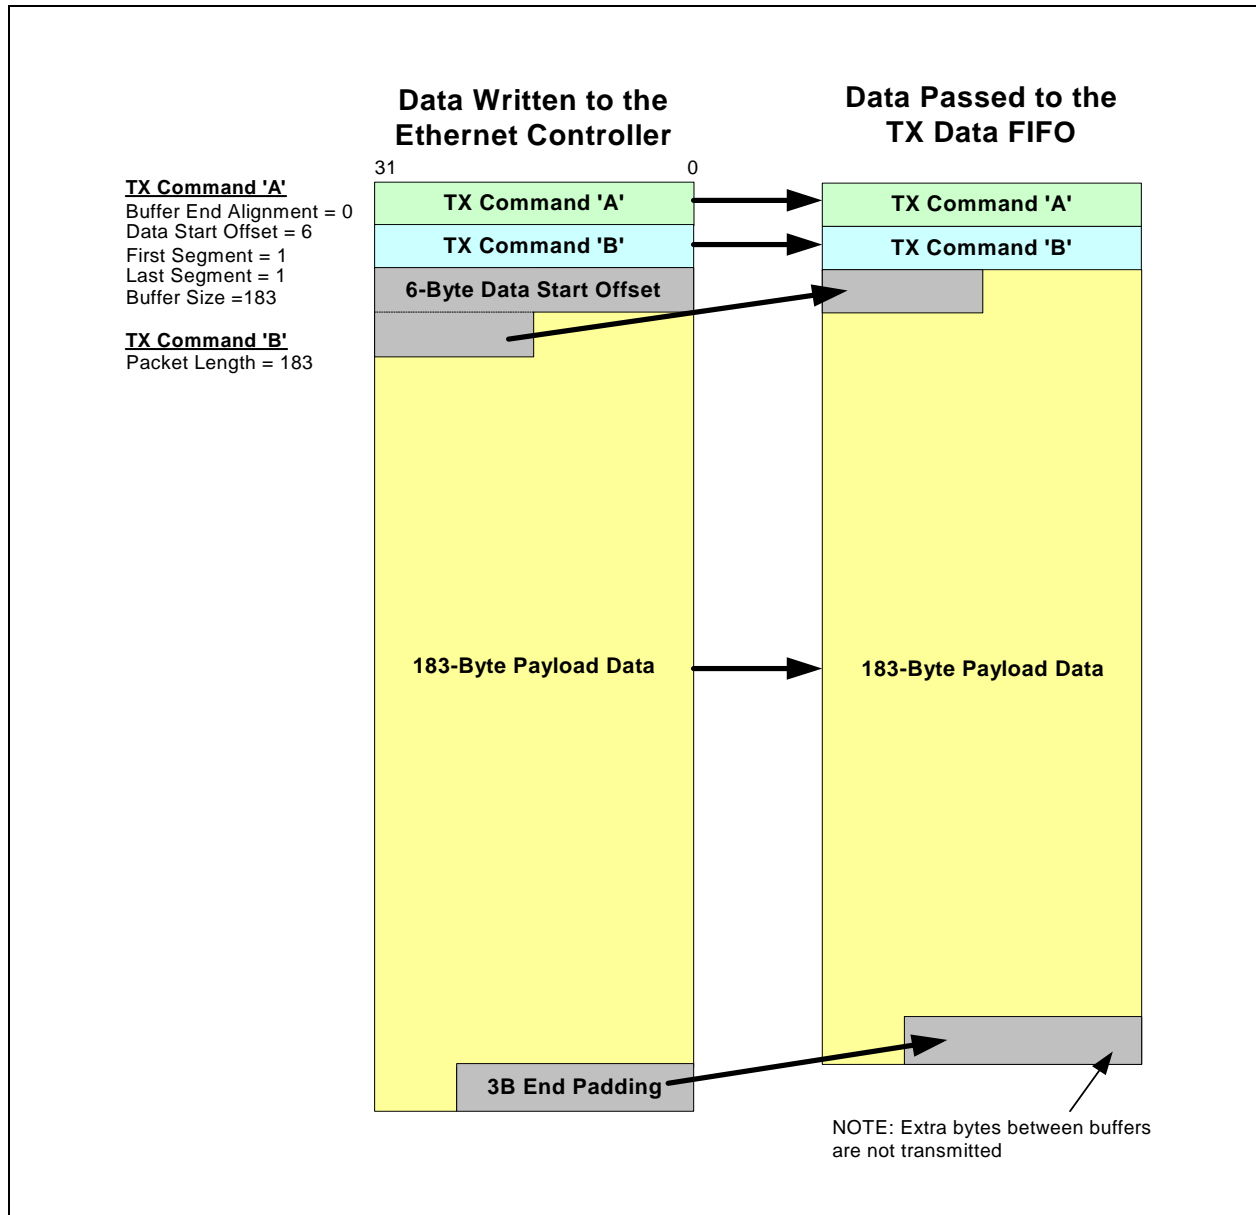 Data Written to the
Ethernet Controller
Data Passed to the
TX Data FIFO
31
0
TX Command 'A'
Buffer End Alignment = 0
Data Start Offset = 6
First Segment = 1
Last Segment = 1
Buffer Size =183
TX Command 'B'
Packet Length = 183
TX Command 'A'
TX Command 'B'
6-Byte Data Start Offset
183-Byte Payload Data
3B End Padding
TX Command 'A'
TX Command 'B'
183-Byte Payload Data
NOTE: Extra bytes between buffers
are not transmitted